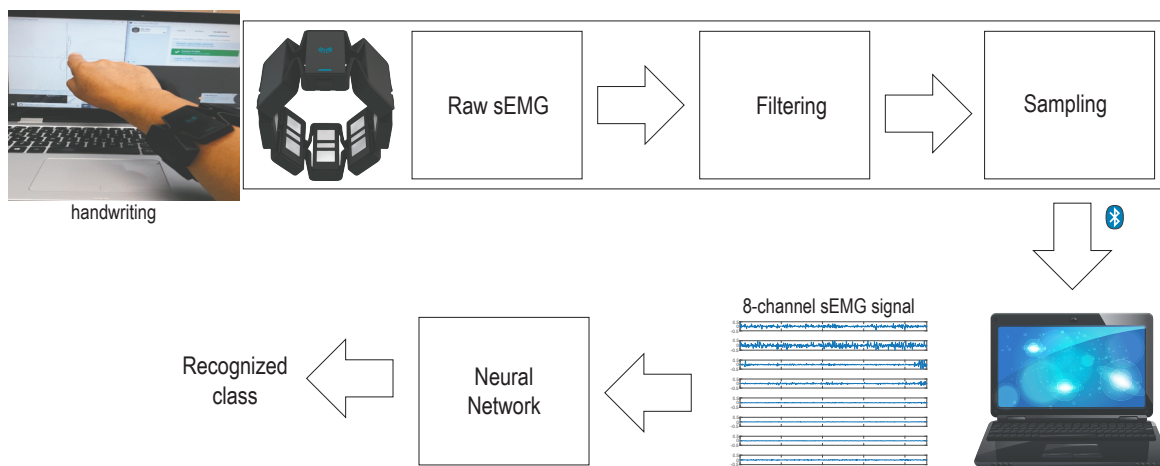 Raw sEMG
Filtering
Sampling
handwriting
8-channel sEMG signal
Neural
Network
Recognized
class